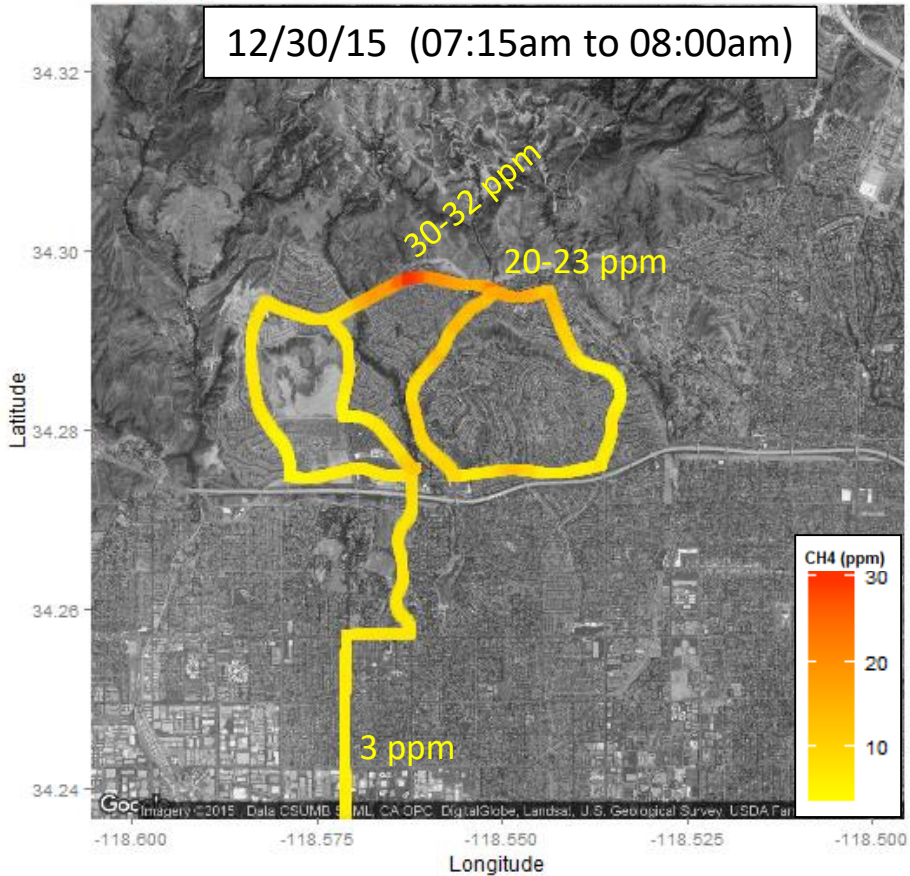 12/30/15 (07:15am to 08:00am)
34.32
34.30
34.28
34.26
34.24
Latitude
30-32 ppm
20-23 ppm
3 ppm
CH4 (ppm)
30
20
10
Imagery ©2015 , Data CSUMB ML, CA OPC, DigitalGlobe, Landsat, U.S. Geological Survey, USDA
-118.600
-118.575
-118.550
-118.525
-118.500
Longitude